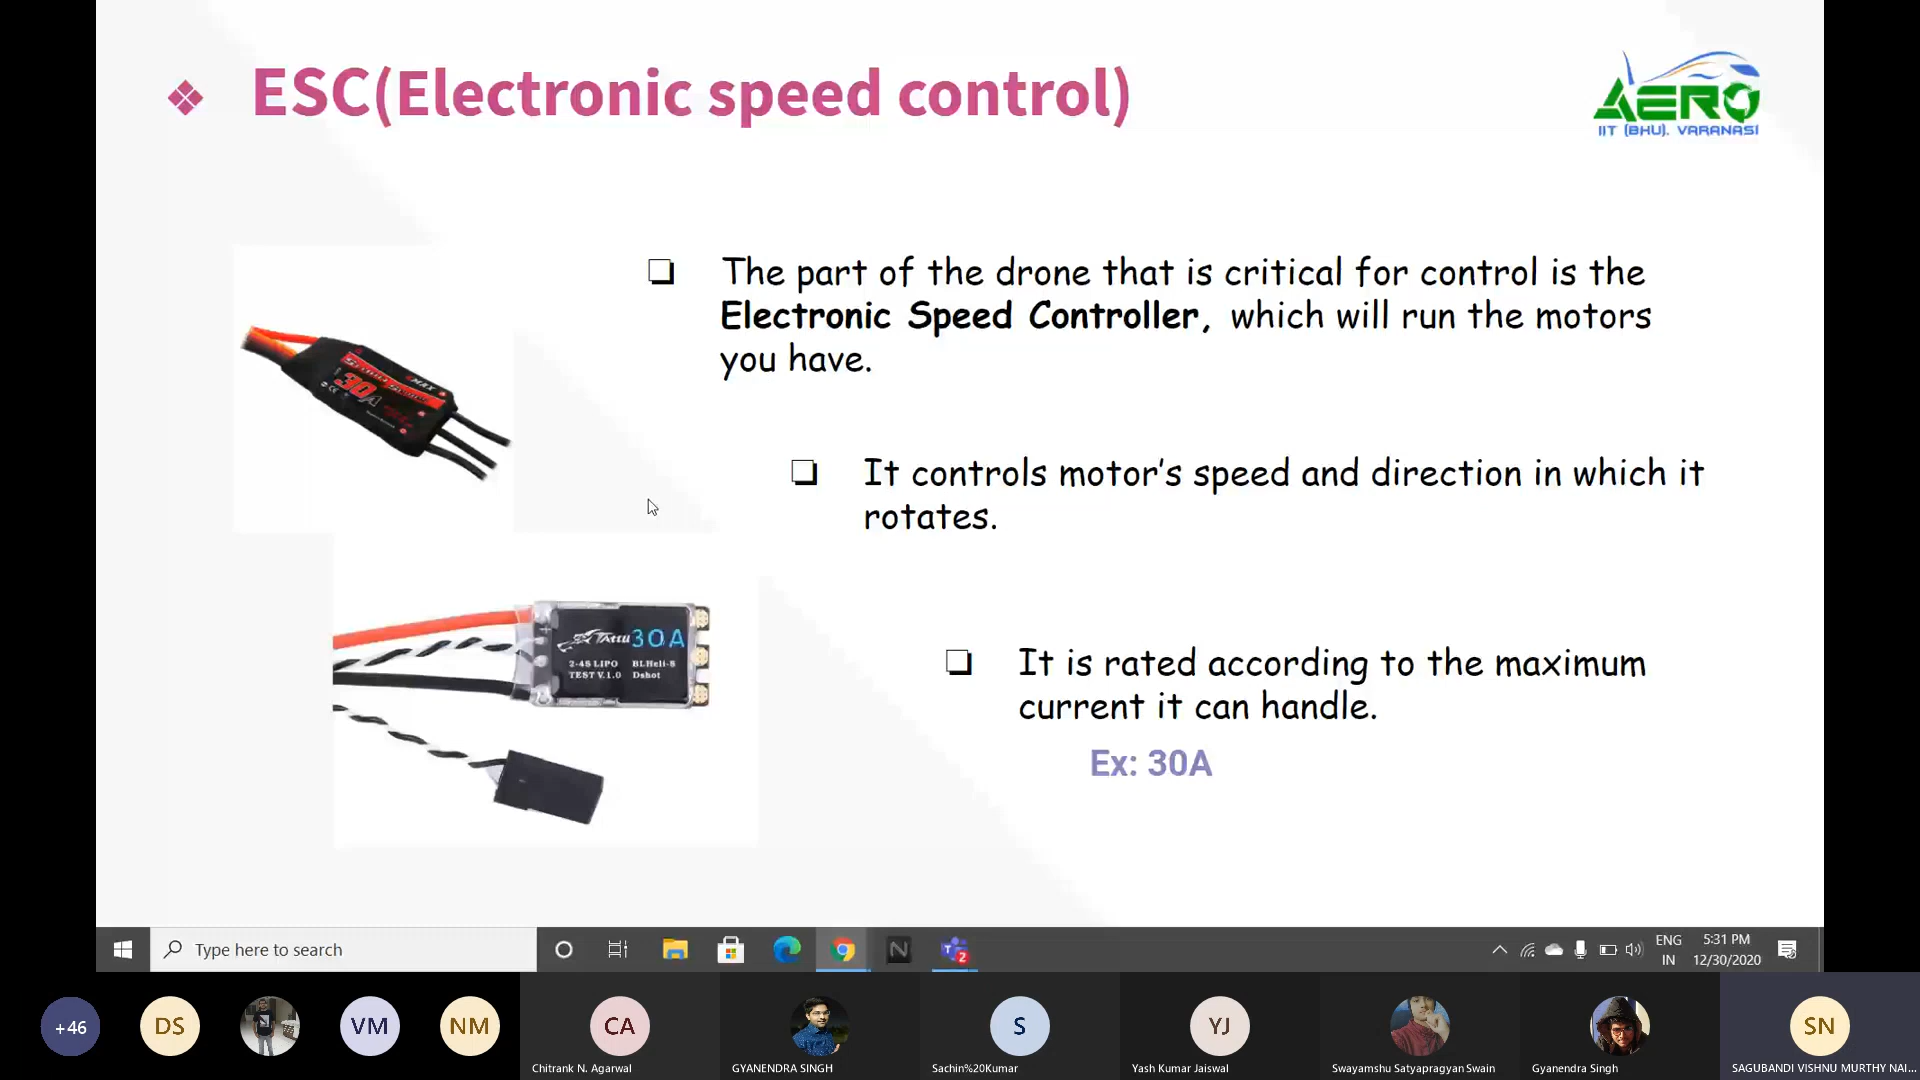 ESC(Electronic speed control)
AERO
IIT (BHU), VARANASI
The part of the drone that is critical for control is the
Electronic Speed Controller, which will run the motors
you have.
30A
It controls motor’s speed and direction in which it
rotates.
Tattu 30A
2-4S LIPO BLHeli-S
TEST V.1.0 Dshot
It is rated according to the maximum
current it can handle.
Ex: 30A
Type here to search
2
ENG
IN
5:31 PM
12/30/2020
+46
DS
VM
NM
CA
S
YJ
SN
Chitrank N. Agarwal
GYANENDRA SINGH
Sachin%20Kumar
Yash Kumar Jaiswal
Swayamshu Satyapragyan Swain
Gyanendra Singh
SAGUBANDI VISHNU MURTHY NAI...